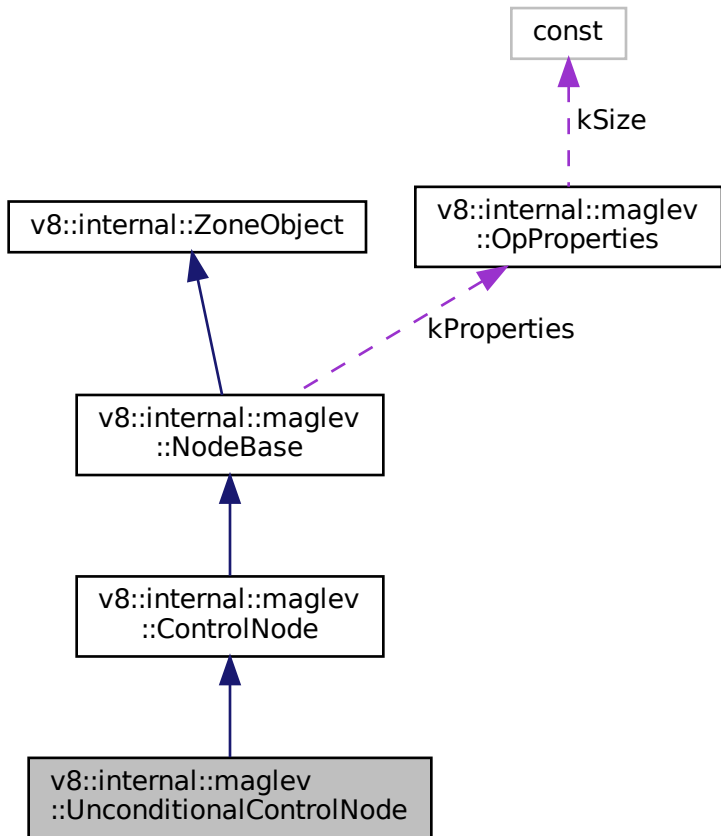 const
kSize
v8::internal::ZoneObject
v8::internal::maglev
::OpProperties
kProperties
v8::internal::maglev
::NodeBase
v8::internal::maglev
::ControlNode
v8::internal::maglev
::UnconditionalControlNode